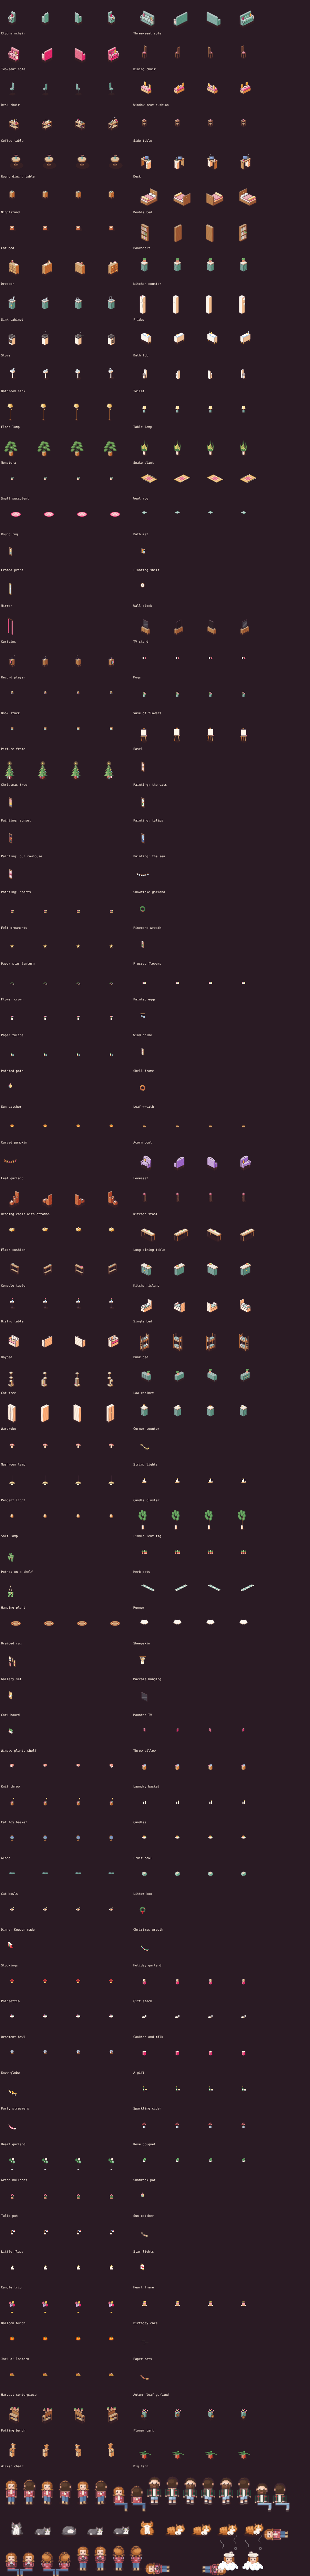 Club armchair
Three-seat sofa
Two-seat sofa
Dining chair
Desk chair
Window seat cushion
Coffee table
Side table
Round dining table
Desk
Nightstand
Double bed
Cat bed
Bookshelf
Dresser
Kitchen counter
Sink cabinet
Fridge
Stove
Bath tub
Bathroom sink
Toilet
Floor lamp
Table lamp
Monstera
Snake plant
Small succulent
Wool rug
Round rug
Bath mat
Framed print
Floating shelf
Mirror
Wall clock
Curtains
TV stand
Record player
Mugs
Book stack
Vase of flowers
Picture frame
Easel
Christmas tree
Painting: the cats
Painting: sunset
Painting: tulips
Painting: our rowhouse
Painting: the sea
Painting: hearts
Snowflake garland
Felt ornaments
Pinecone wreath
Paper star lantern
Pressed flowers
Flower crown
Painted eggs
Paper tulips
Wind chime
Painted pots
Shell frame
Sun catcher
Leaf wreath
Carved pumpkin
Acorn bowl
Leaf garland
Loveseat
Reading chair with ottoman
Kitchen stool
Floor cushion
Long dining table
Console table
Kitchen island
Bistro table
Single bed
Daybed
Bunk bed
Cat tree
Low cabinet
Wardrobe
Corner counter
Mushroom lamp
String lights
Pendant light
Candle cluster
Salt lamp
Fiddle leaf fig
Pothos on a shelf
Herb pots
Hanging plant
Runner
Braided rug
Sheepskin
Gallery set
Macramé hanging
Cork board
Mounted TV
Window plants shelf
Throw pillow
Knit throw
Laundry basket
Cat toy basket
Candles
Globe
Fruit bowl
Cat bowls
Litter box
Christmas wreath
Stockings
Holiday garland
Poinsettia
Gift stack
Ornament bowl
Cookies and milk
Snow globe
A gift
Party streamers
Sparkling cider
Heart garland
Rose bouquet
Green balloons
Shamrock pot
Tulip pot
Sun catcher
Little flags
Star lights
Candle trio
Heart frame
Balloon bunch
Birthday cake
Jack-o'-lantern
Paper bats
Harvest centerpiece
Autumn leaf garland
Potting bench
Flower cart
Wicker chair
Big fern